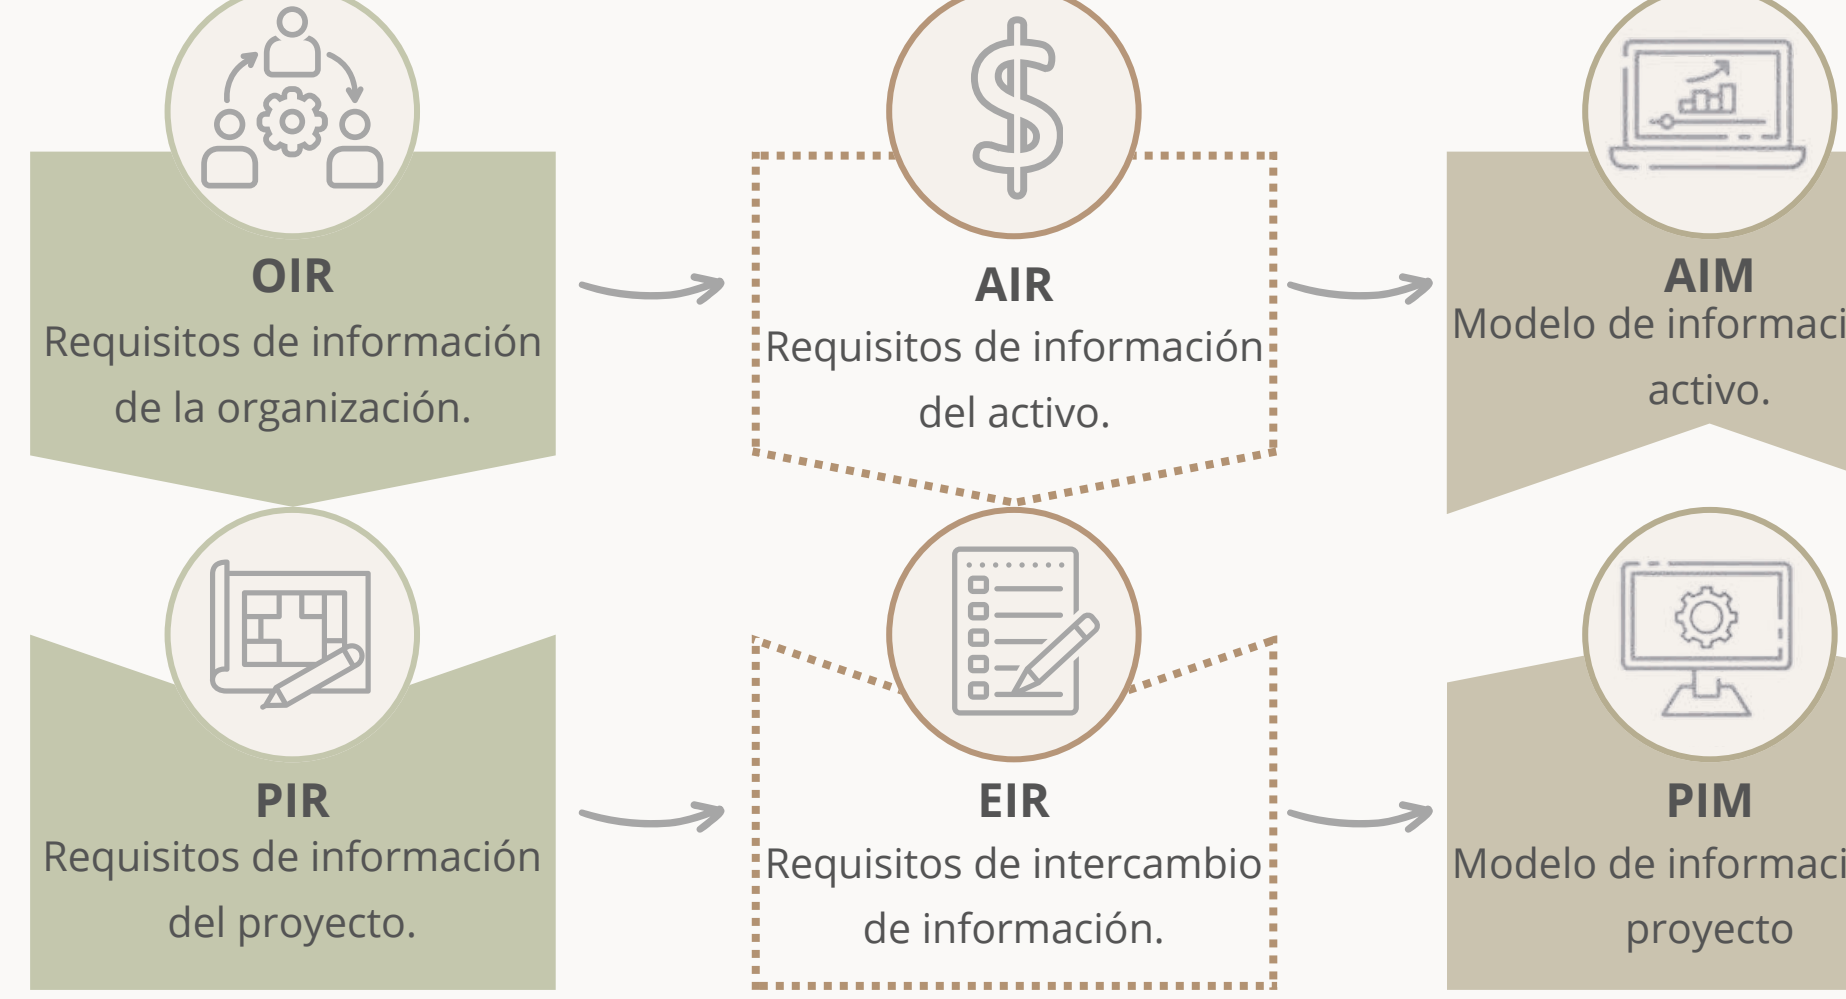 OIR
Requisitos de información
de la organización.
AIR
Requisitos de información
del activo.
AIM
Modelo de informaci
activo.
PIR
Requisitos de información
del proyecto.
EIR
Requisitos de intercambio
de información.
PIM
Modelo de informaci
proyecto